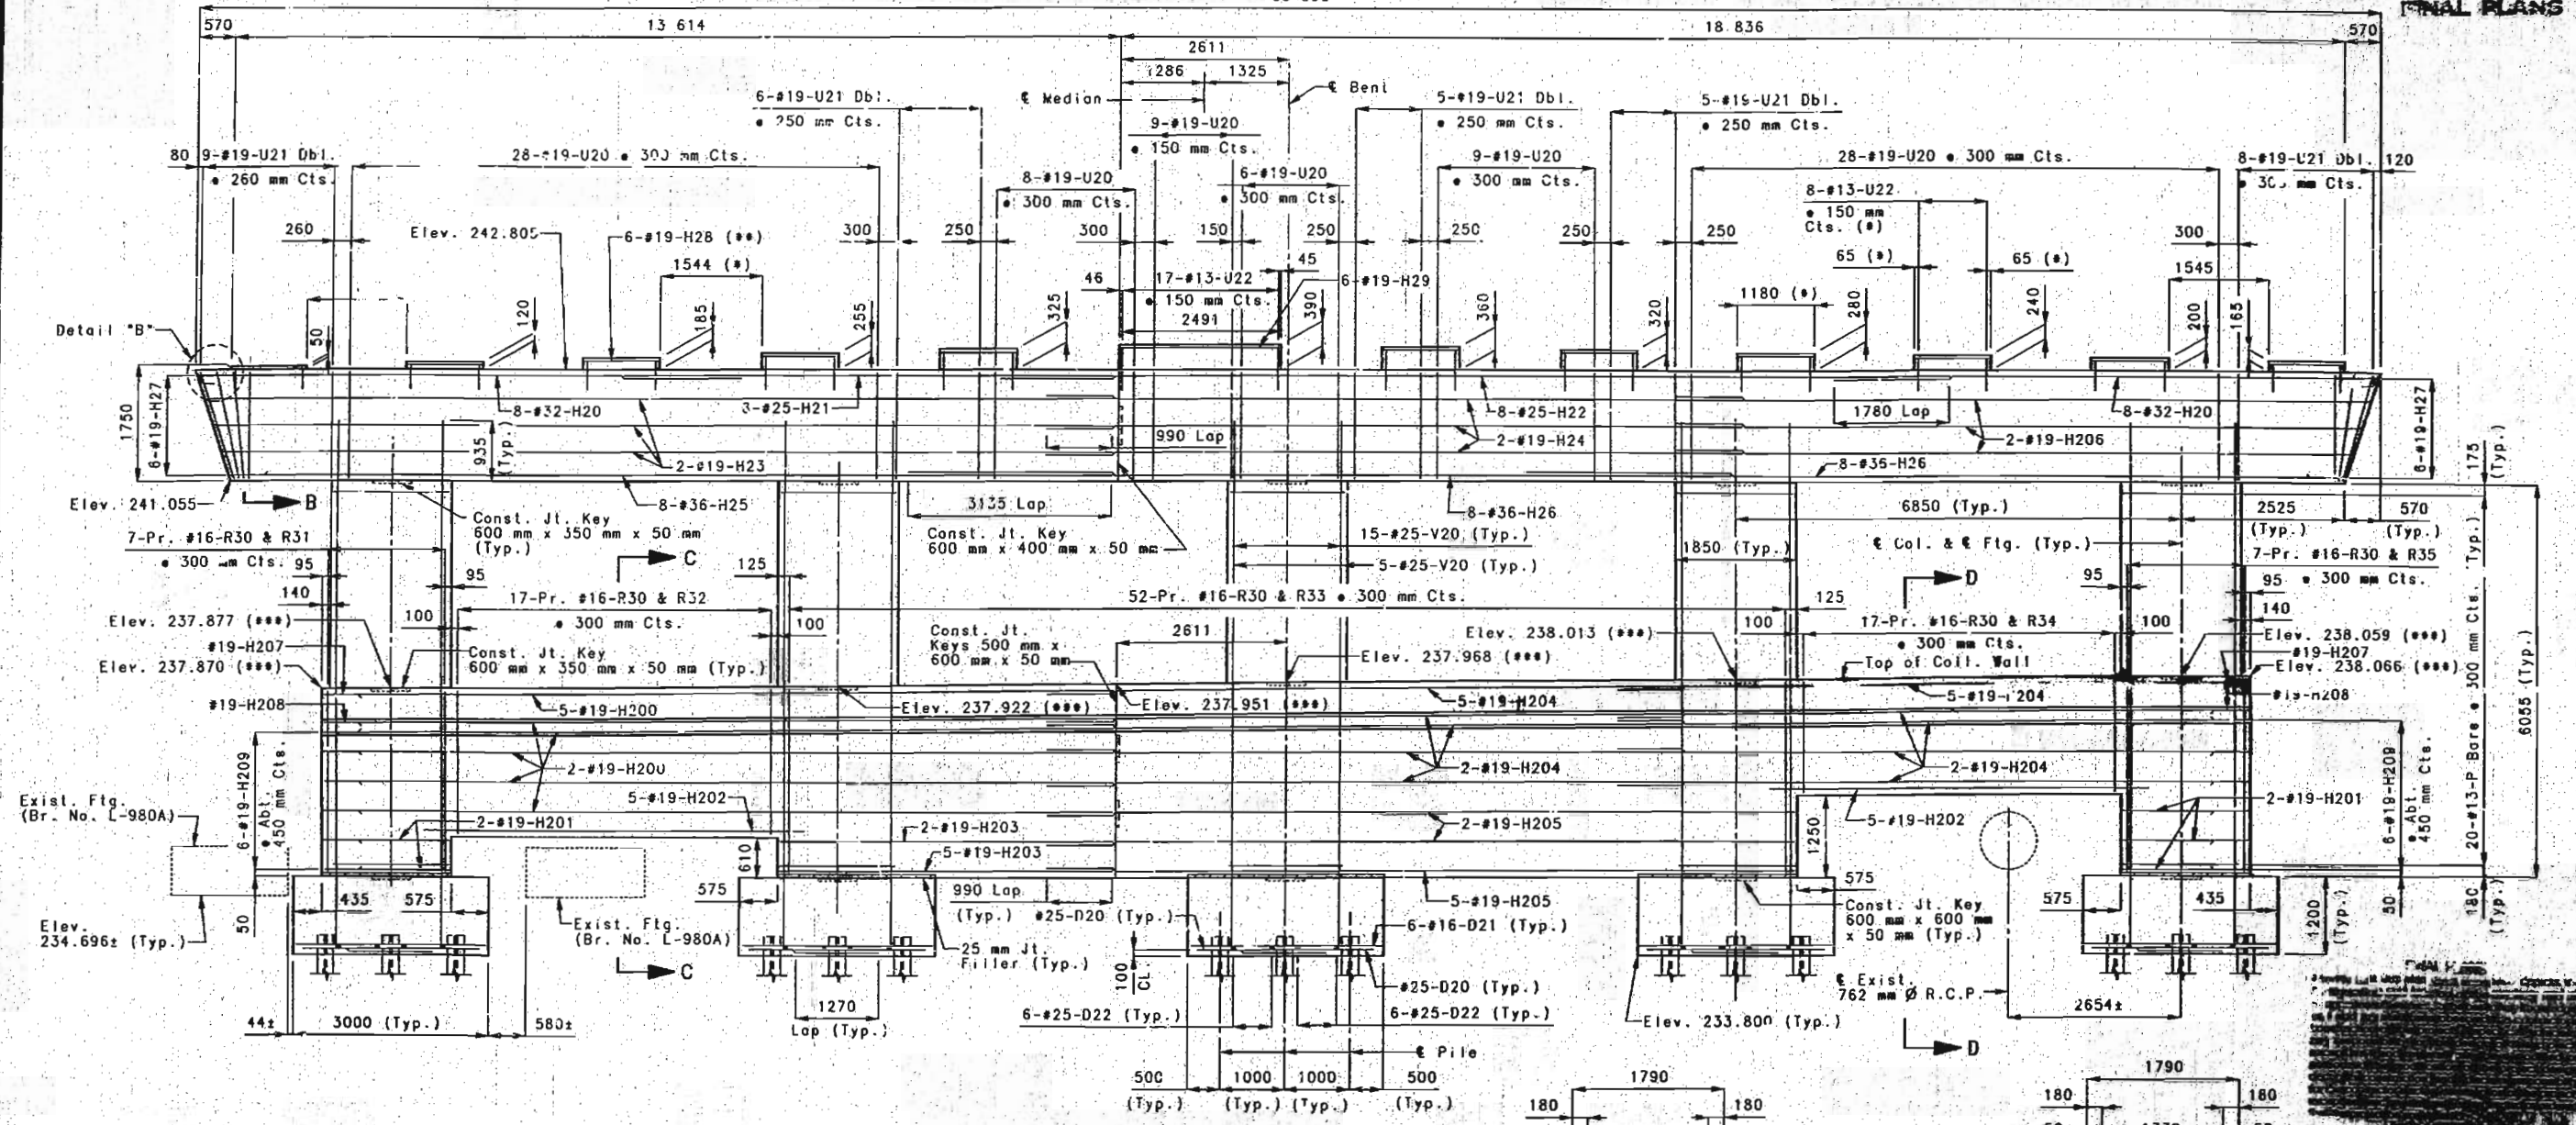 FINAL PLANS
570
13 614
18.836
570
2611
1325
6-#19-U21 Dbl.
℄ Median
℄ Bent
5-#19-U21 Dbl.
5-#19-U21 Dbl.
• 250 mm Cts.
• 250 mm Cts.
9-#19-U20
• 150 mm Cts.
80
9-#19-U21 Dbl.
• 260 mm Cts.
28-#19-U20 • 300 mm Cts.
8-#19-U20
• 300 mm Cts.
6-#19-U20
• 300 mm Cts.
9-#19-U20
• 300 mm Cts.
28-#19-U20 • 300 mm Cts.
8-#13-U22
• 150 mm
Cts. (*)
8-#19-U21 Dbl.
120
mm Cts.
260
Elev. 242.805
6-#19-H28 (**)
300
250
300
150
250
250
250
250
300
1544 (*)
46
17-#13-U22
• 150 mm Cts.
2491
45
6-#19-H29
65 (*)
65 (*)
1545
1180 (*)
Detail "B"
50
120
185
255
325
390
360
320
280
240
200
165
1750
6-#19-H27
8-#32-H20
3-#25-H21
8-#25-H22
1780 Lap
8-#32-H20
6-#19-H27
935
(Typ.)
2-#19-H23
990 Lap
2-#19-H24
2-#19-H206
8-#36-H26
175
(Typ.)
Elev. 241.055
B
8-#36-H25
3135 Lap
8-#36-H26
6850 (Typ.)
2525
(Typ.)
570
(Typ.)
Const. Jt. Key
600 mm x 350 mm x 50 mm
(Typ.)
Const. Jt. Key
600 mm x 400 mm x 50 mm
15-#25-V20 (Typ.)
5-#25-V20 (Typ.)
1850 (Typ.)
℄ Col. & ℄ Ftg. (Typ.)
7-Pr. #16-R30 & R31
• 300 mm Cts.
7-Pr. #16-R30 & R35
• 300 mm Cts.
C
D
95
95
125
95
95
140
17-Pr. #16-R30 & R32
• 300 mm Cts.
52-Pr. #16-R30 & R33 • 300 mm Cts.
125
140
Elev. 237.877 (***)
100
100
100
17-Pr. #16-R30 & R34
• 300 mm Cts.
100
#19-H207
Elev. 237.870 (***)
Const. Jt. Key
600 mm x 350 mm x 50 mm (Typ.)
Const. Jt.
Keys 500 mm x
600 mm x 50 mm
2611
Elev. 238.013 (***)
Elev. 237.968 (***)
Top of Coll. Wall
Elev. 238.059 (***)
#19-H207
Elev. 238.066 (***)
#19-H208
#19-H208
5-#19-H200
Elev. 237.922 (***)
Elev. 237.951 (***)
5-#19-H204
20-#13-P Bars • 300 mm Cts. (Typ.)
6055 (Typ.)
6-#19-H209
• Abt.
450 mm Cts.
2-#19-H200
2-#19-H204
2-#19-H204
6-#19-H209
• Abt.
450 mm Cts.
Exist. Ftg.
(Br. No. L-980A)
5-#19-H202
2-#19-H201
2-#19-H201
2-#19-H203
2-#19-H205
5-#19-H202
5-#19-H203
610
1250
50
435
575
575
990 Lap
(Typ.)
5-#19-H205
575
575
435
50
180
(Typ.)
1200
(Typ.)
Elev.
234.696± (Typ.)
Exist. Ftg.
(Br. No. L-980A)
#25-D20 (Typ.)
6-#16-D21 (Typ.)
Const. Jt. Key
600 mm x 600 mm
x 50 mm (Typ.)
C
25 mm Jt.
Filler (Typ.)
100
CL.
#25-D20 (Typ.)
℄ Exist.
762 mm Ø R.C.P.
44±
3000 (Typ.)
580±
1270
Lap (Typ.)
6-#25-D22 (Typ.)
6-#25-D22 (Typ.)
Elev. 233.800 (Typ.)
2654±
D
℄ Pile
500
(Typ.)
1000
(Typ.)
1000
(Typ.)
500
(Typ.)
1790
180
180
1790
180
180